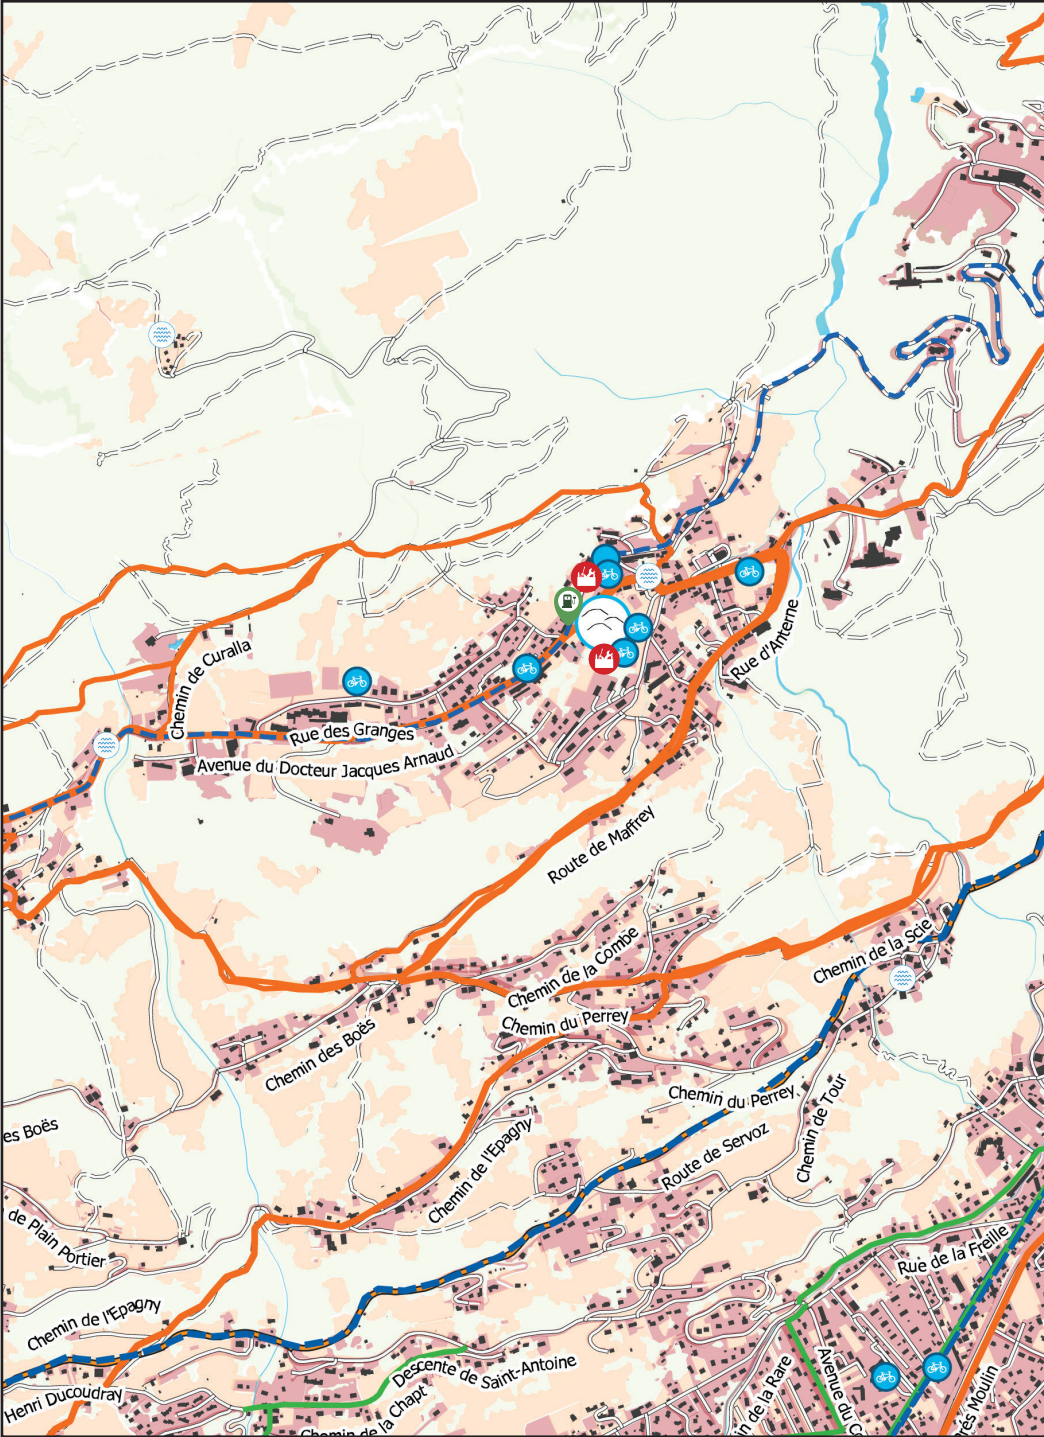 Rue d'Anterne
Chemin de Curalla
Rue des Granges
Avenue du Docteur Jacques Arnaud
Route de Maffrey
Chemin de la Combe
Chemin de la Scie
Chemin du Perrey
Chemin des Boës
Chemin du Perrey
Chemin de Tour
es Boës
Chemin de l'Epagny
Route de Servoz
de Plain Portier
Rue de la Freille
Chemin de l'Epagny
Descente de Saint-Antoine
Henri Ducoudray
Chemin de la Chapt
in de la Rare
Avenue du C
rés Moulin